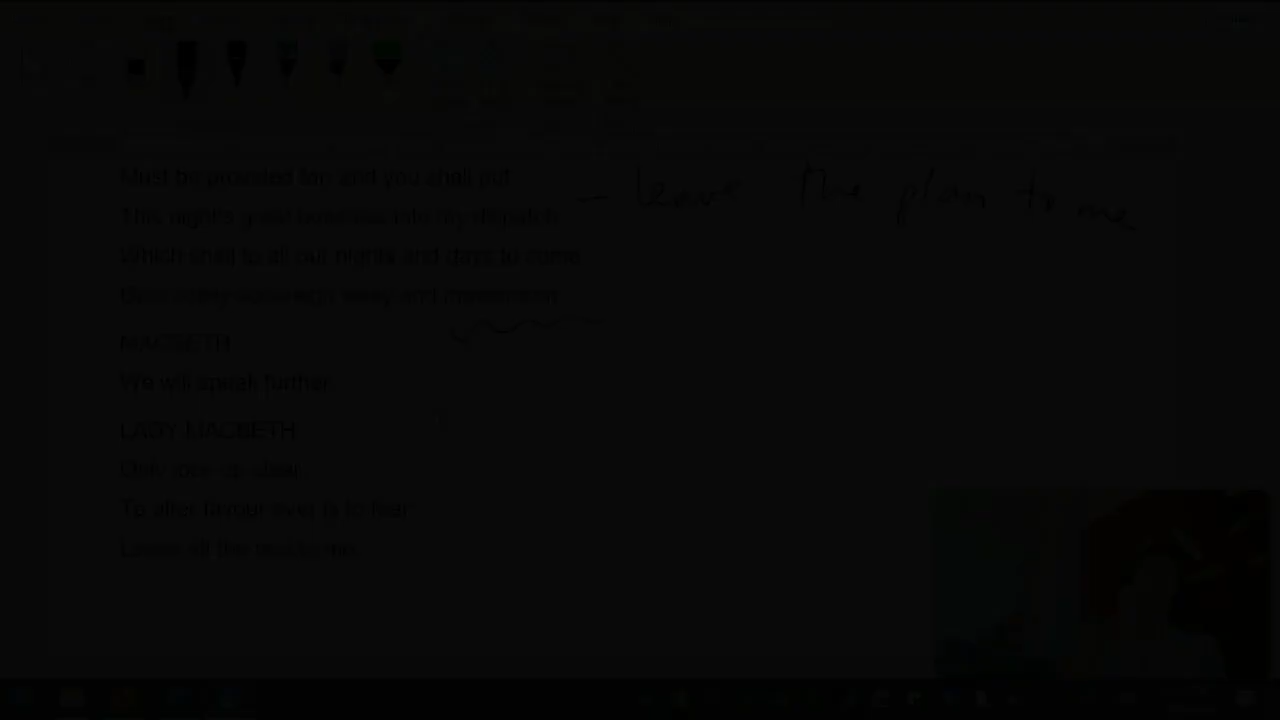 Must be provided for: and you shall put
This night's great business into my dispatch
Which shall to all our nights and days to come
Give solely sovereign sway and masterdom.
MACBETH
We will speak further
LADY MACBETH
Only look up clear;
To alter favour ever is to fear:
Leave all the rest to me.
– leave the plan to me